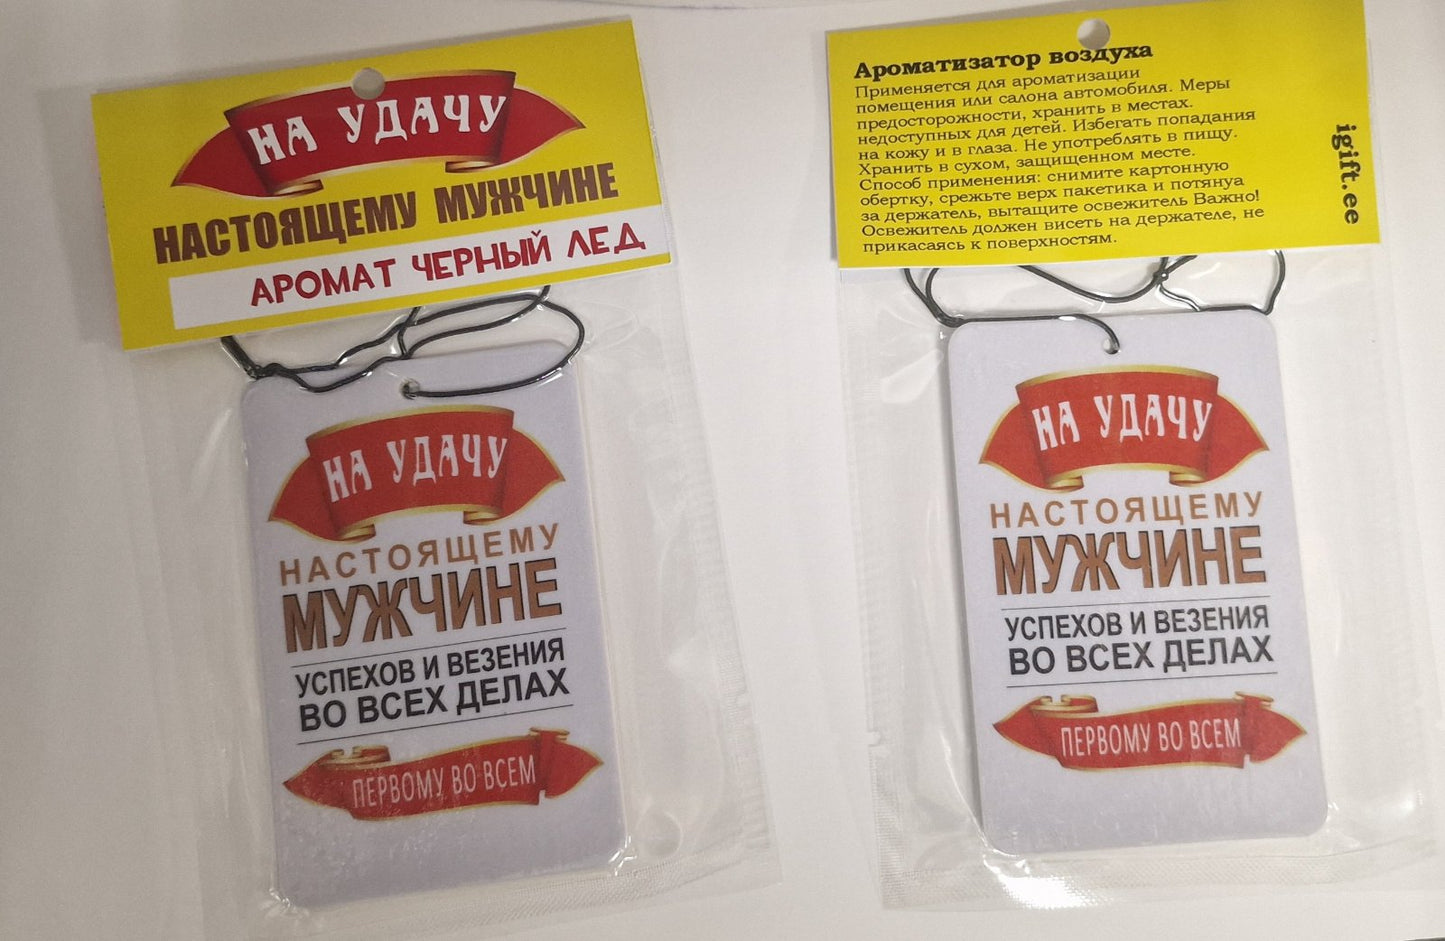 НА УДАЧУ
НАСТОЯЩЕМУ МУЖЧИНЕ
АРОМАТ ЧЕРНЫЙ ЛЕД
НА УДАЧУ
НАСТОЯЩЕМУ
МУЖЧИНЕ
УСПЕХОВ И ВЕЗЕНИЯ
ВО ВСЕХ ДЕЛАХ
ПЕРВОМУ ВО ВСЕМ
Ароматизатор воздуха
Применяется для ароматизации
помещения или салона автомобиля. Меры
предосторожности, хранить в местах.
недоступных для детей. Избегать попадания
на кожу и в глаза. Не употреблять в пищу.
Хранить в сухом, защищенном месте.
Способ применения: снимите картонную
обертку, срежьте верх пакетика и потянуа
за держатель, вытащите освежитель Важно!
Освежитель должен висеть на держателе, не
прикасаясь к поверхностям.
igift.ee
НА УДАЧУ
НАСТОЯЩЕМУ
МУЖЧИНЕ
УСПЕХОВ И ВЕЗЕНИЯ
ВО ВСЕХ ДЕЛАХ
ПЕРВОМУ ВО ВСЕМ